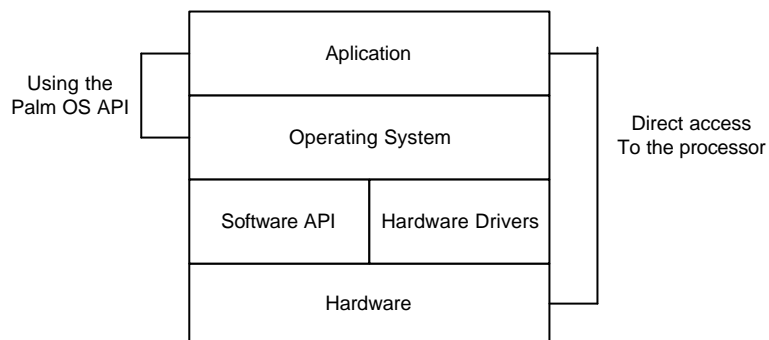 Aplication
Using the
Palm OS API
Operating System
Direct access
To the processor
Software API
Hardware Drivers
Hardware